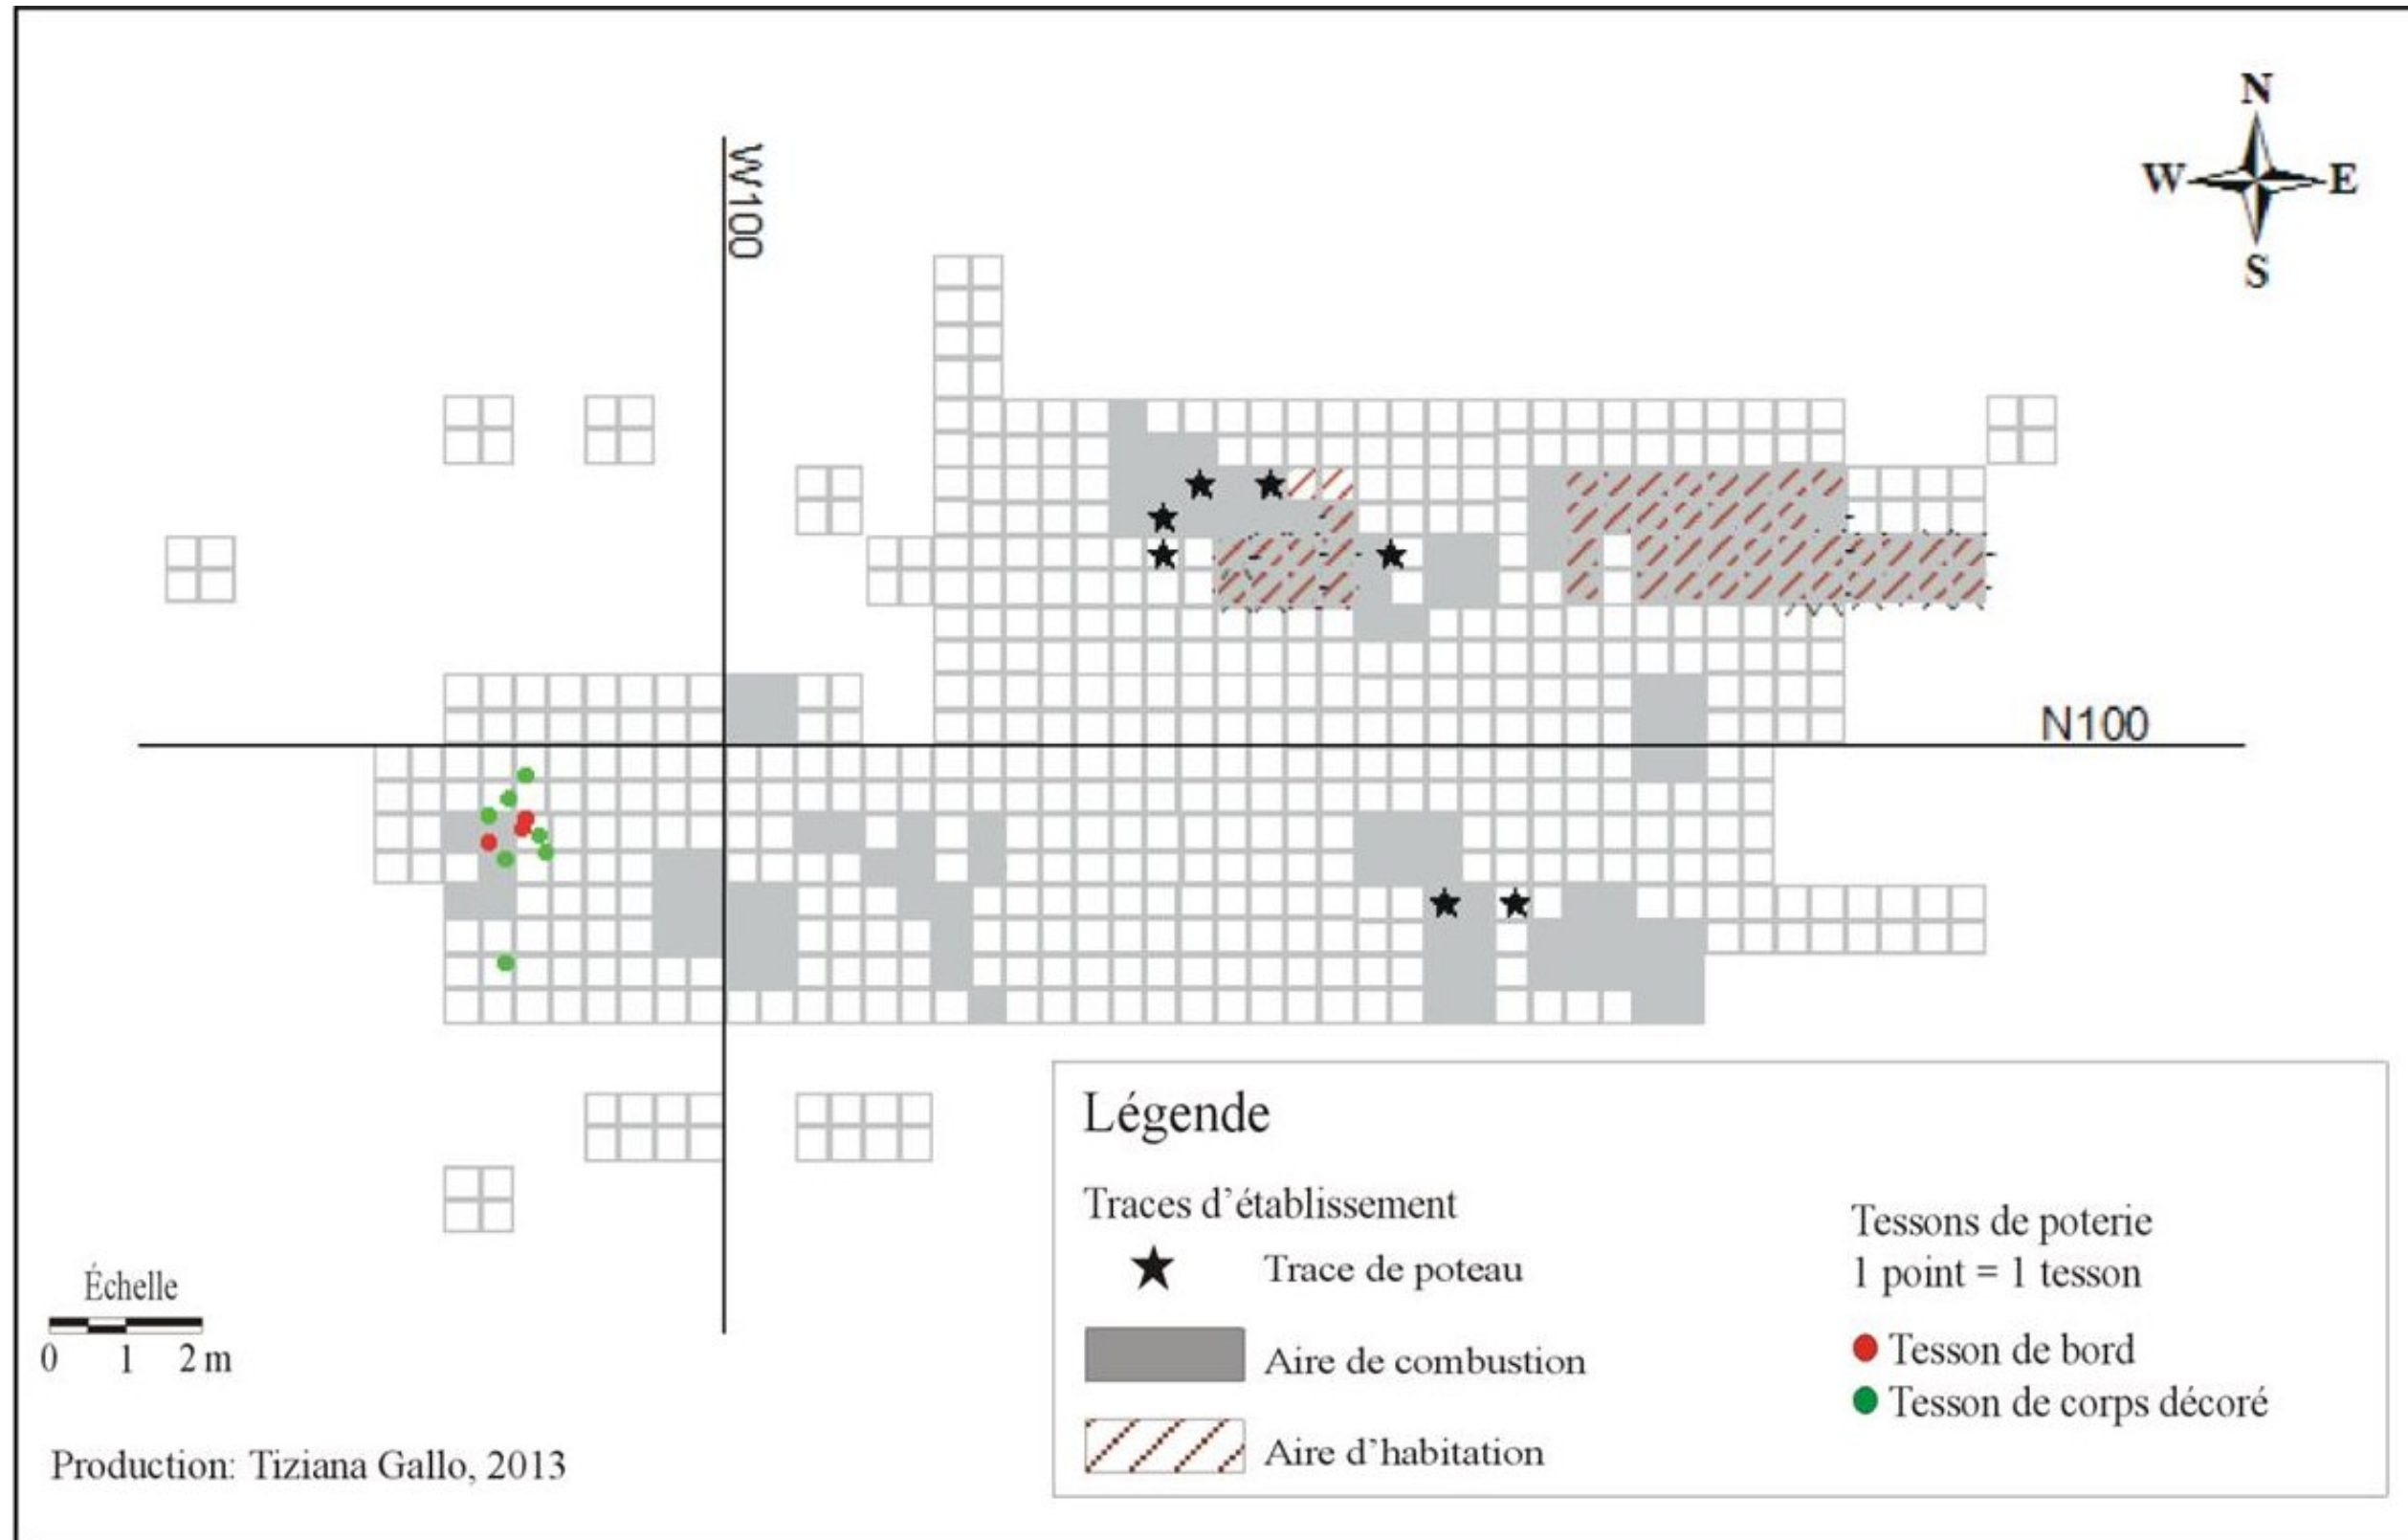 N
W E
S
W100
N100
Légende
Traces d'établissement
Trace de poteau
Aire de combustion
Aire d'habitation
Tessons de poterie
1 point = 1 tesson
Tesson de bord
Tesson de corps décoré
Échelle
0 1 2 m
Production: Tiziana Gallo, 2013